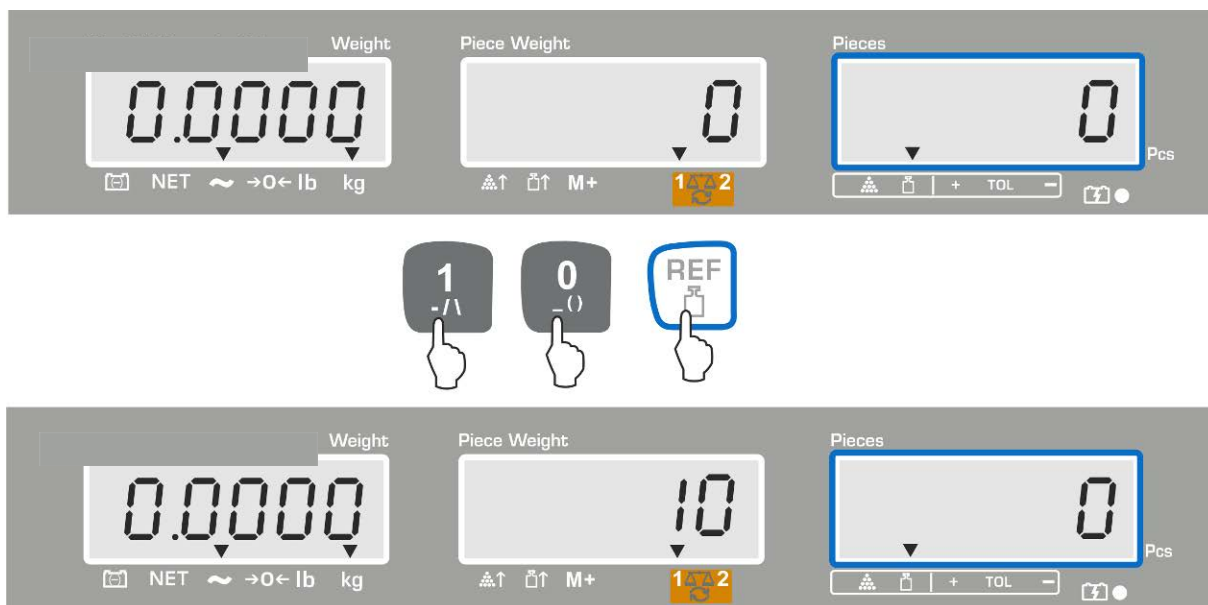 Weight Piece Weight Pieces
0.0000 0 0
Pcs
NET ~ →0← lb kg ↑ ↑ M+ 1 2 + TOL −
1 0 REF
-/\ _()
Weight Piece Weight Pieces
0.0000 10 0
Pcs
NET ~ →0← lb kg ↑ ↑ M+ 1 2 + TOL −